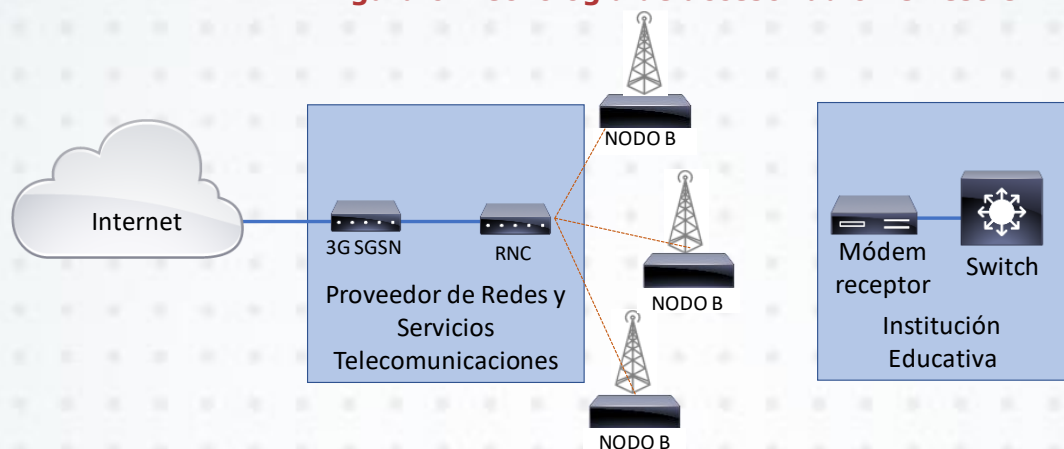 NODO B
Internet
3G SGSN
RNC
Proveedor de Redes y
Servicios
Telecomunicaciones
NODO B
NODO B
Módem
receptor
Switch
Institución
Educativa